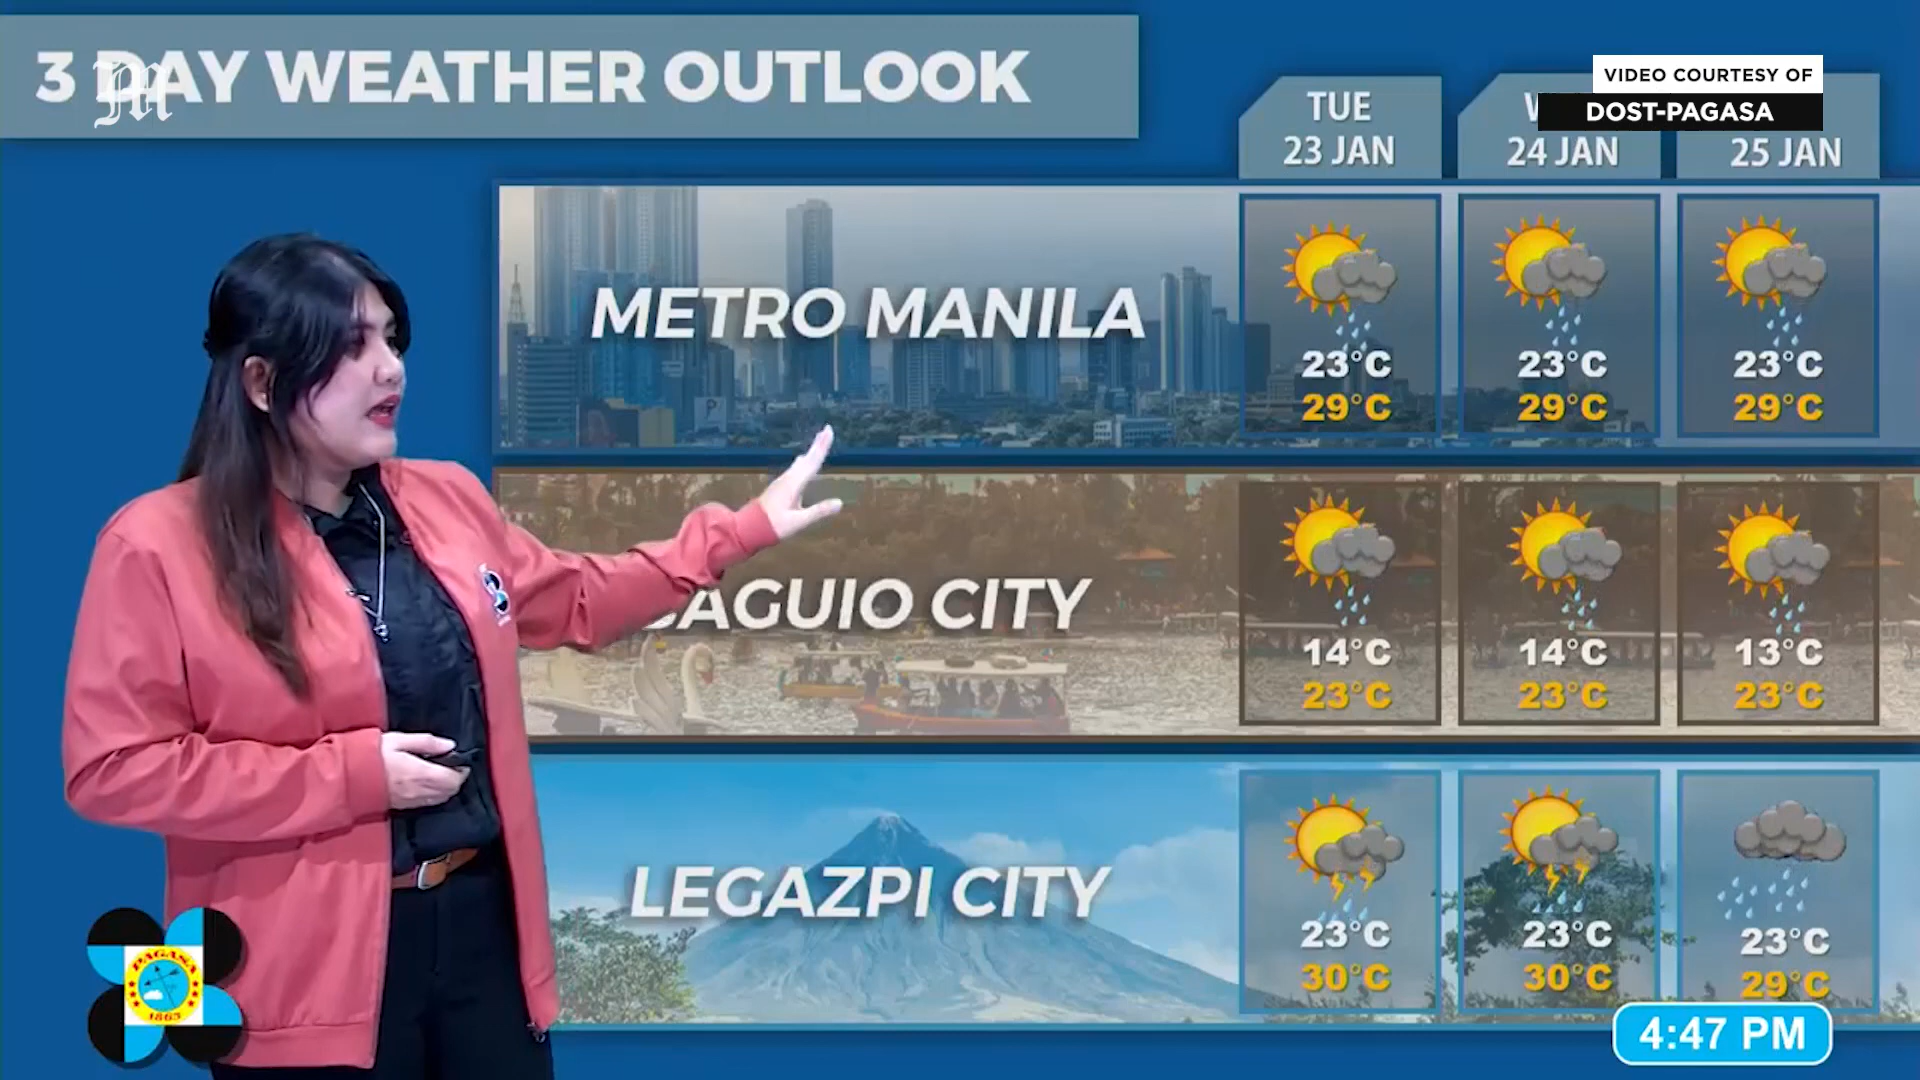 3 DAY WEATHER OUTLOOK
M
VIDEO COURTESY OF
DOST-PAGASA
TUE
23 JAN
24 JAN
25 JAN
METRO MANILA
23°C
29°C
23°C
29°C
23°C
29°C
AGUIO CITY
14°C
23°C
14°C
23°C
13°C
23°C
LEGAZPI CITY
23°C
30°C
23°C
30°C
23°C
29°C
PAGASA
1865
4:47 PM